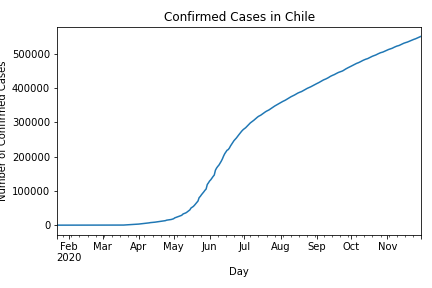 Confirmed Cases in Chile
Number of Confirmed Cases
500000
400000
300000
200000
100000
0
Feb Mar Apr May Jun Jul Aug Sep Oct Nov
2020
Day